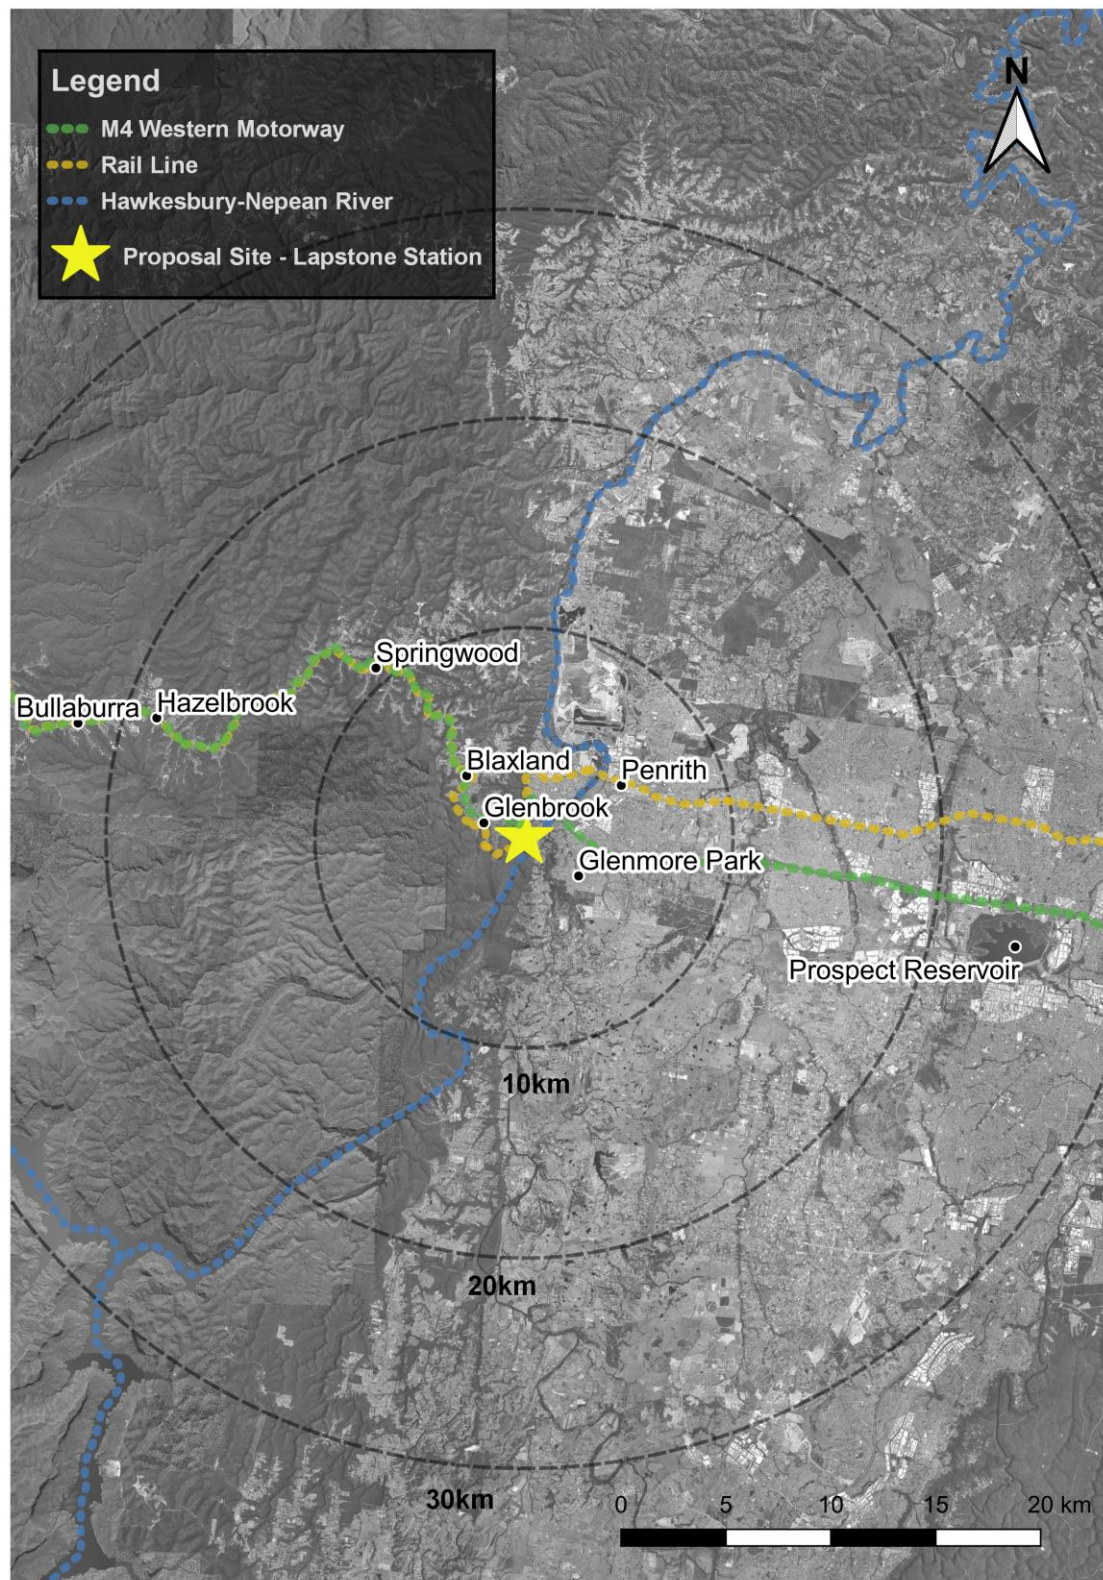 N
Legend
M4 Western Motorway
Rail Line
Hawkesbury-Nepean River
Proposal Site - Lapstone Station
Springwood
Bullaburra
Hazelbrook
Blaxland
Penrith
Glenbrook
Glenmore Park
Prospect Reservoir
10km
20km
30km
0 5 10 15 20 km